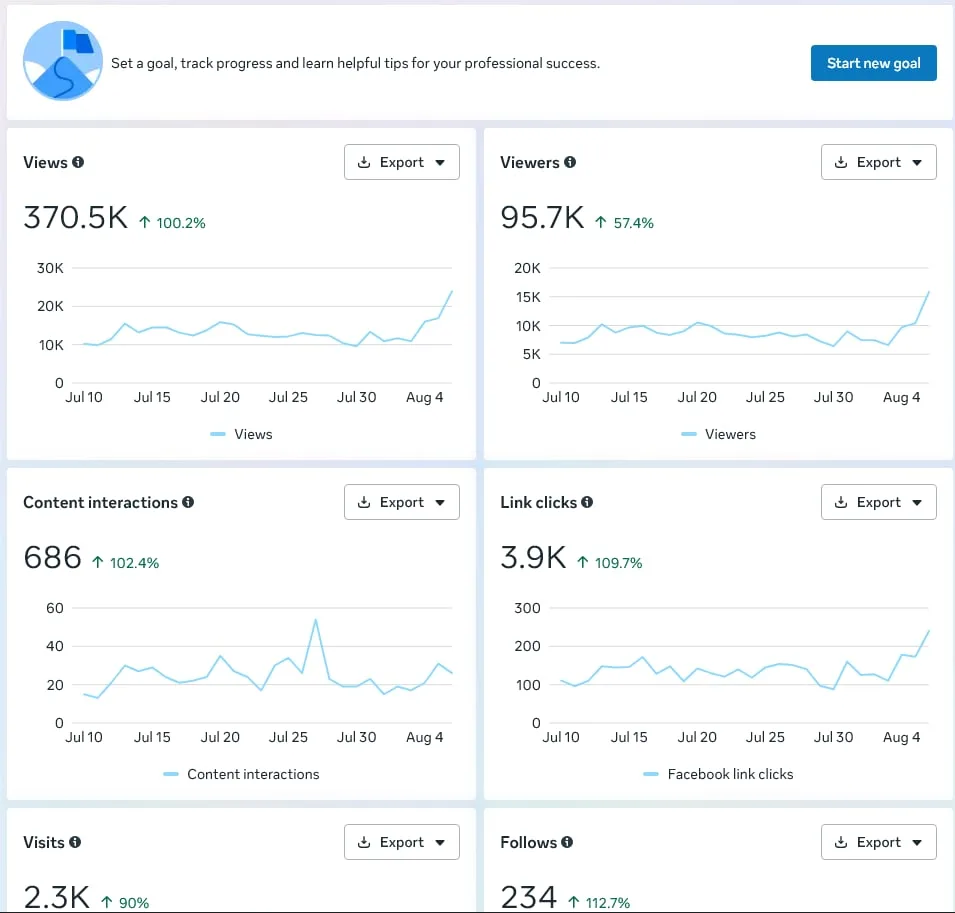 Set a goal, track progress and learn helpful tips for your professional success.
Start new goal
Views
Export
370.5K ↑ 100.2%
30K
20K
10K
0
Jul 10 Jul 15 Jul 20 Jul 25 Jul 30 Aug 4
Views
Viewers
Export
95.7K ↑ 57.4%
20K
15K
10K
5K
0
Jul 10 Jul 15 Jul 20 Jul 25 Jul 30 Aug 4
Viewers
Content interactions
Export
686 ↑ 102.4%
60
40
20
0
Jul 10 Jul 15 Jul 20 Jul 25 Jul 30 Aug 4
Content interactions
Link clicks
Export
3.9K ↑ 109.7%
300
200
100
0
Jul 10 Jul 15 Jul 20 Jul 25 Jul 30 Aug 4
Facebook link clicks
Visits
Export
2.3K ↑ 90%
Follows
Export
234 ↑ 112.7%